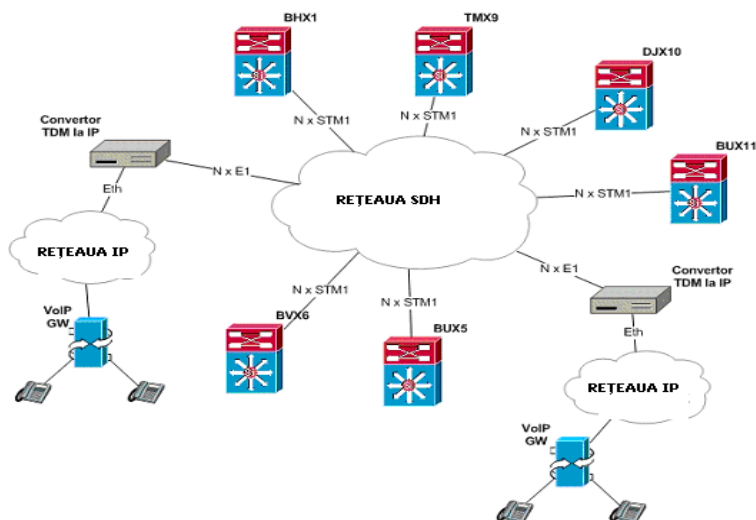 BHX1
TMX9
DJX10
Convertor
TDM la IP
N x STM1
N x STM1
N x STM1
BUX11
N x E1
Eth
REȚEAUA SDH
N x STM1
REȚEAUA IP
N x E1
Convertor
TDM la IP
VoIP
GW
N x STM1
BVX6
N x STM1
BUX5
Eth
REȚEAUA IP
VoIP
GW